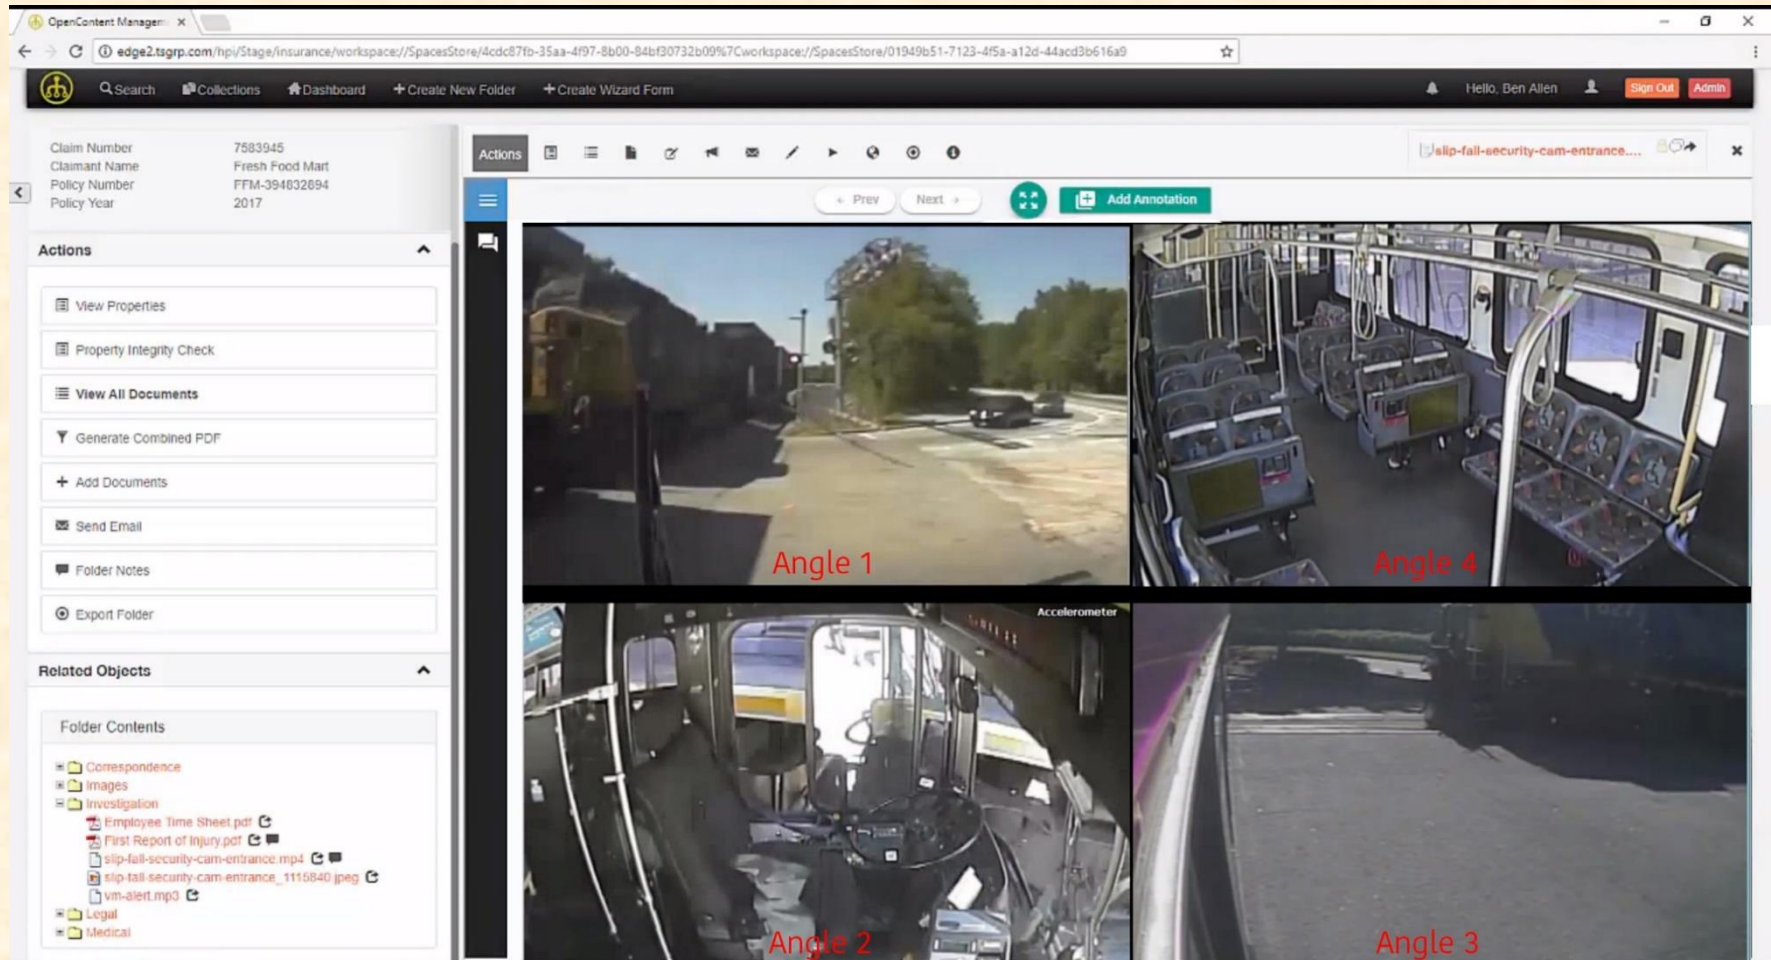 OpenContent Managem
edge2.tsgrp.com/hpi/Stage/insurance/workspace://SpacesStore/4cdc87fb-35aa-4f97-8b00-84bf30732b09%7Cworkspace://SpacesStore/01949b51-7123-4f5a-a12d-44acd3b616a9
Search Collections Dashboard Create New Folder Create Wizard Form Hello, Ben Allen Sign Out Admin
Claim Number 7583945
Claimant Name Fresh Food Mart
Policy Number FFM-394832894
Policy Year 2017
Actions
View Properties
Property Integrity Check
View All Documents
Generate Combined PDF
Add Documents
Send Email
Folder Notes
Export Folder
Related Objects
Folder Contents
Correspondence
Images
Investigation
Employee Time Sheet.pdf
First Report of Injury.pdf
slip-fall-security-cam-entrance.mp4
slip-fall-security-cam-entrance_1115840.jpeg
vm-alert.mp3
Legal
Medical
Actions
slip-fall-security-cam-entrance....
Prev Next Add Annotation
Angle 1
Angle 4
Accelerometer
Angle 2
Angle 3